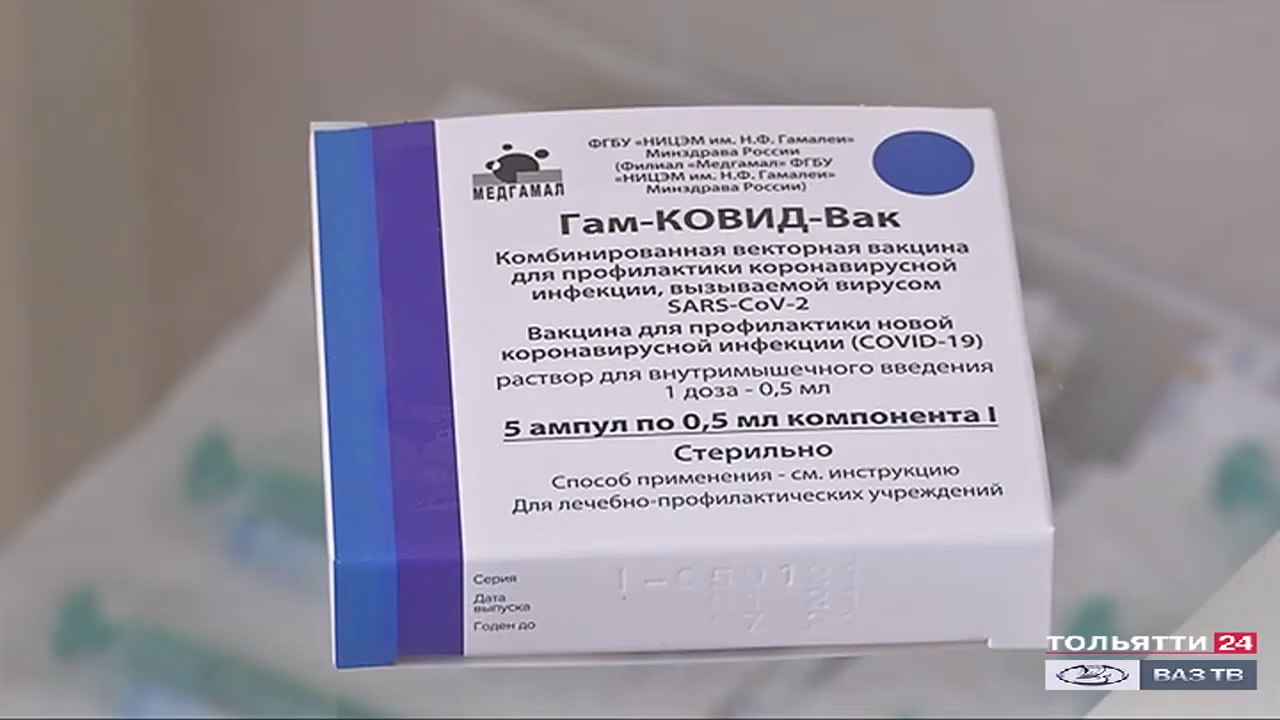 МЕДГАМАЛ
ФГБУ «НИЦЭМ им. Н.Ф. Гамалеи»
Минздрава России
(Филиал «Медгамал» ФГБУ
«НИЦЭМ им. Н.Ф. Гамалеи»
Минздрава России)
Гам-КОВИД-Вак
Комбинированная векторная вакцина
для профилактики коронавирусной
инфекции, вызываемой вирусом
SARS-CoV-2
Вакцина для профилактики новой
коронавирусной инфекции (COVID-19)
раствор для внутримышечного введения
1 доза - 0,5 мл
5 ампул по 0,5 мл компонента I
Стерильно
Способ применения - см. инструкцию
Для лечебно-профилактических учреждений
Серия
Дата
выпуска
Годен до
ТОЛЬЯТТИ 24
ВАЗ ТВ